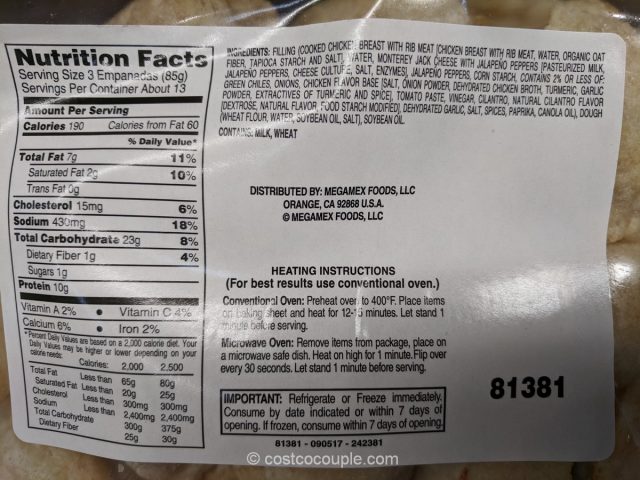 Nutrition Facts
Serving Size 3 Empanadas (85g)
Servings Per Container About 13
Amount Per Serving
Calories 190 Calories from Fat 60
% Daily Value*
Total Fat 7g 11%
Saturated Fat 2g 10%
Trans Fat 0g
Cholesterol 15mg 6%
Sodium 430mg 18%
Total Carbohydrate 23g 8%
Dietary Fiber 1g 4%
Sugars 1g
Protein 10g
Vitamin A 2% • Vitamin C 4%
Calcium 6% • Iron 2%
*Percent Daily Values are based on a 2,000 calorie diet. Your
Daily Values may be higher or lower depending on your
calorie needs:
Calories: 2,000 2,500
Total Fat Less than 65g 80g
Saturated Fat Less than 20g 25g
Cholesterol Less than 300mg 300mg
Sodium Less than 2,400mg 2,400mg
Total Carbohydrate 300g 375g
Dietary Fiber 25g 30g
INGREDIENTS: FILLING (COOKED CHICKEN BREAST WITH RIB MEAT [CHICKEN BREAST WITH RIB MEAT, WATER, ORGANIC OAT
FIBER, TAPIOCA STARCH AND SALT], WATER, MONTEREY JACK CHEESE WITH JALAPEÑO PEPPERS [PASTEURIZED MILK,
JALAPEÑO PEPPERS, CHEESE CULTURE, SALT, ENZYMES], JALAPEÑO PEPPERS, CORN STARCH, CONTAINS 2% OR LESS OF:
GREEN CHILES, ONIONS, CHICKEN FLAVOR BASE [SALT, ONION POWDER, DEHYDRATED CHICKEN BROTH, TURMERIC, GARLIC
POWDER, EXTRACTIVES OF TURMERIC AND SPICE], TOMATO PASTE, VINEGAR, CILANTRO, NATURAL CILANTRO FLAVOR
[DEXTROSE, NATURAL FLAVOR, FOOD STARCH MODIFIED], DEHYDRATED GARLIC, SALT, SPICES, PAPRIKA, CANOLA OIL), DOUGH
(WHEAT FLOUR, WATER, SOYBEAN OIL, SALT), SOYBEAN OIL.
CONTAINS: MILK, WHEAT
DISTRIBUTED BY: MEGAMEX FOODS, LLC
ORANGE, CA 92868 U.S.A.
© MEGAMEX FOODS, LLC
HEATING INSTRUCTIONS
(For best results use conventional oven.)
Conventional Oven: Preheat oven to 400°F. Place items
on baking sheet and heat for 12-15 minutes. Let stand 1
minute before serving.
Microwave Oven: Remove items from package, place on
a microwave safe dish. Heat on high for 1 minute. Flip over
every 30 seconds. Let stand 1 minute before serving.
IMPORTANT: Refrigerate or Freeze immediately.
Consume by date indicated or within 7 days of
opening. If frozen, consume within 7 days of opening.
81381 - 090517 - 242381
81381
© costcocouple.com